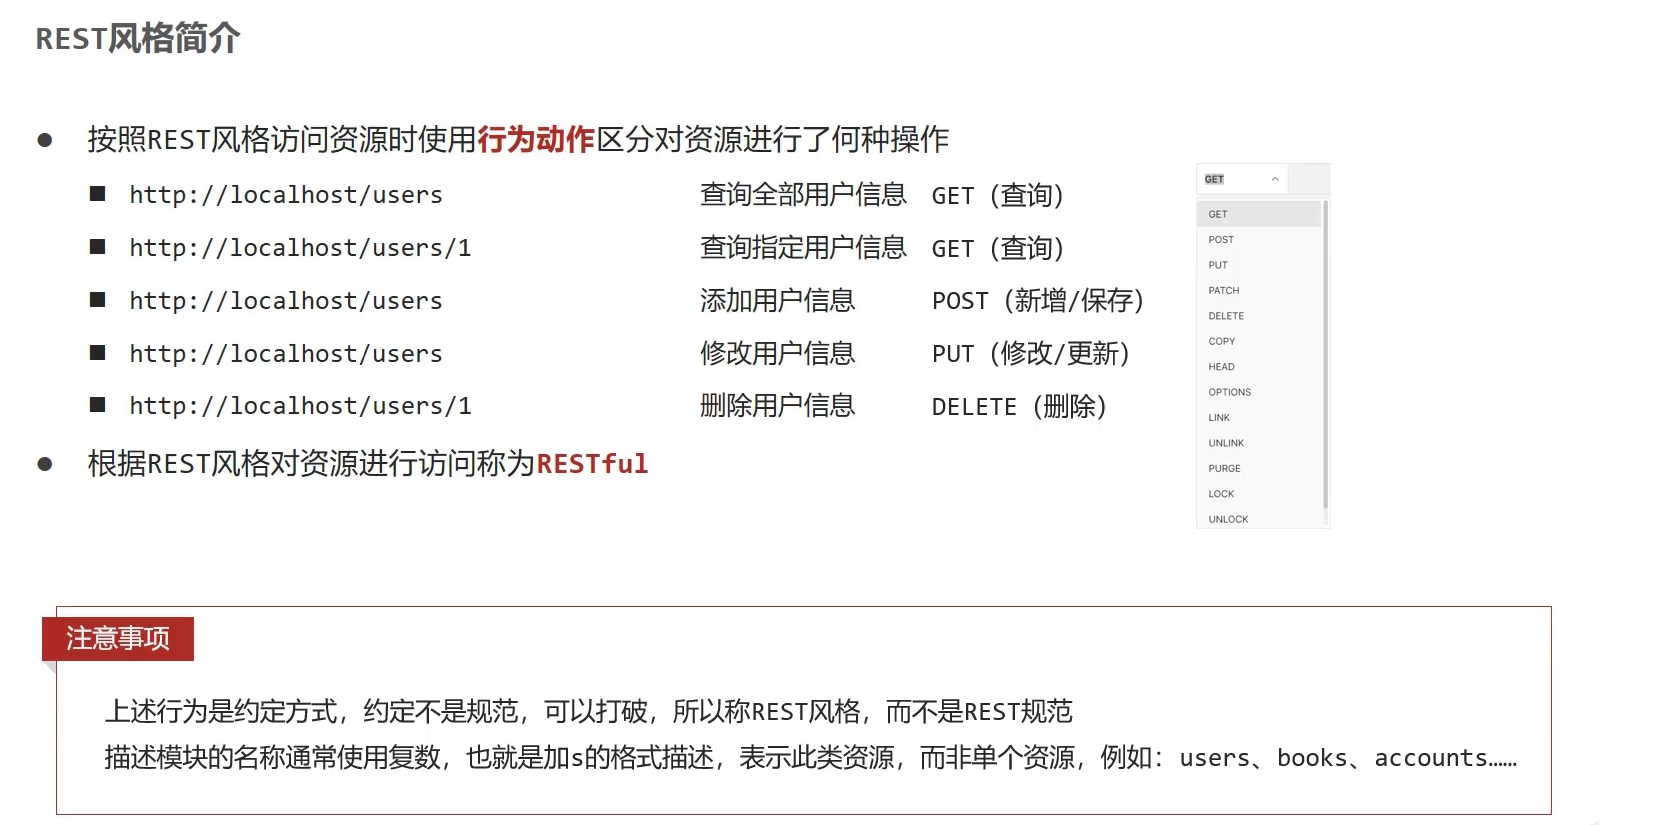 REST风格简介
● 按照REST风格访问资源时使用行为动作区分对资源进行了何种操作
■ http://localhost/users 查询全部用户信息 GET（查询）
■ http://localhost/users/1 查询指定用户信息 GET（查询）
■ http://localhost/users 添加用户信息 POST（新增/保存）
■ http://localhost/users 修改用户信息 PUT（修改/更新）
■ http://localhost/users/1 删除用户信息 DELETE（删除）
● 根据REST风格对资源进行访问称为RESTful
GET
GET
POST
PUT
PATCH
DELETE
COPY
HEAD
OPTIONS
LINK
UNLINK
PURGE
LOCK
UNLOCK
注意事项
上述行为是约定方式，约定不是规范，可以打破，所以称REST风格，而不是REST规范
描述模块的名称通常使用复数，也就是加s的格式描述，表示此类资源，而非单个资源，例如：users、books、accounts……